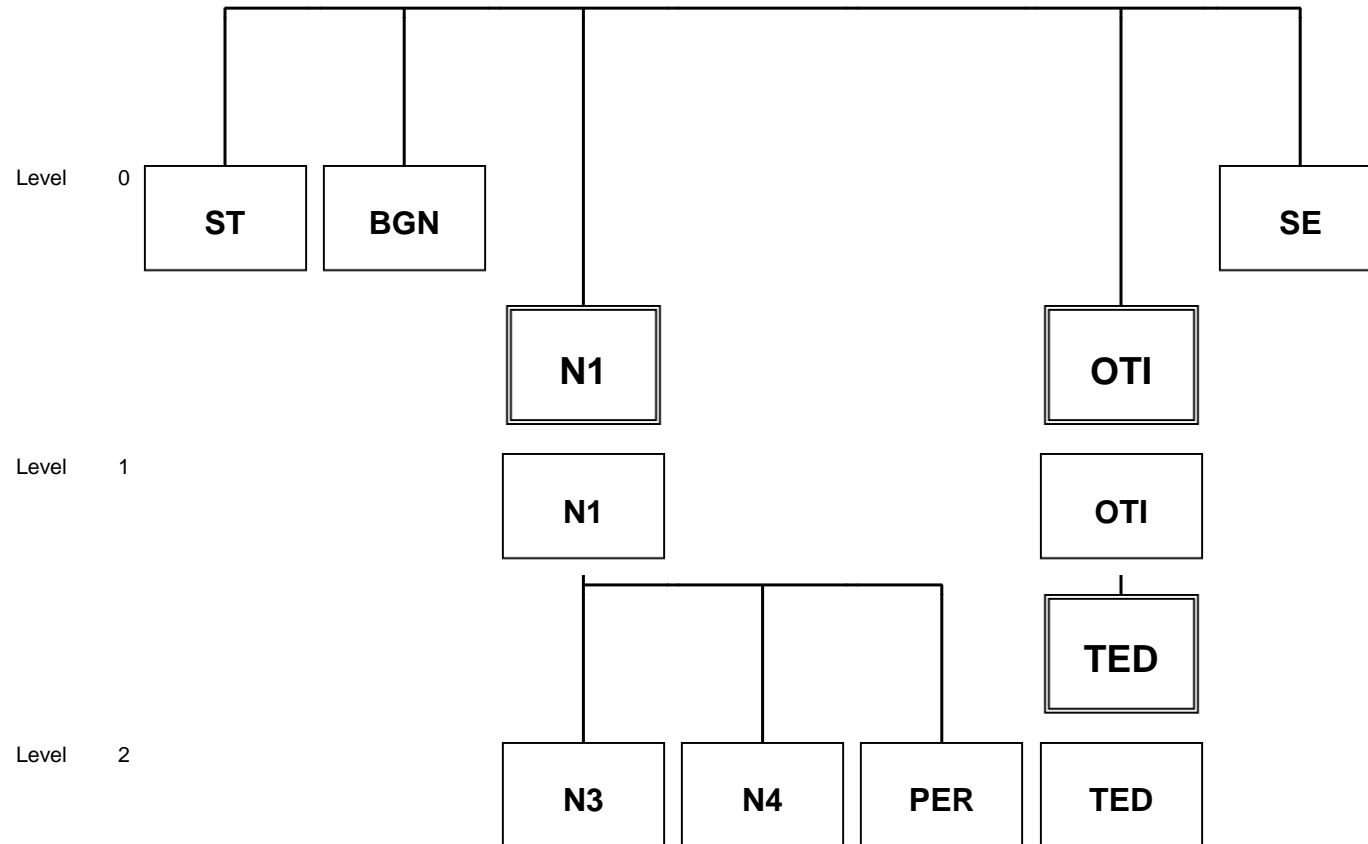 Level 0
ST BGN SE
N1 OTI
Level 1
N1 OTI
TED
Level 2
N3 N4 PER TED